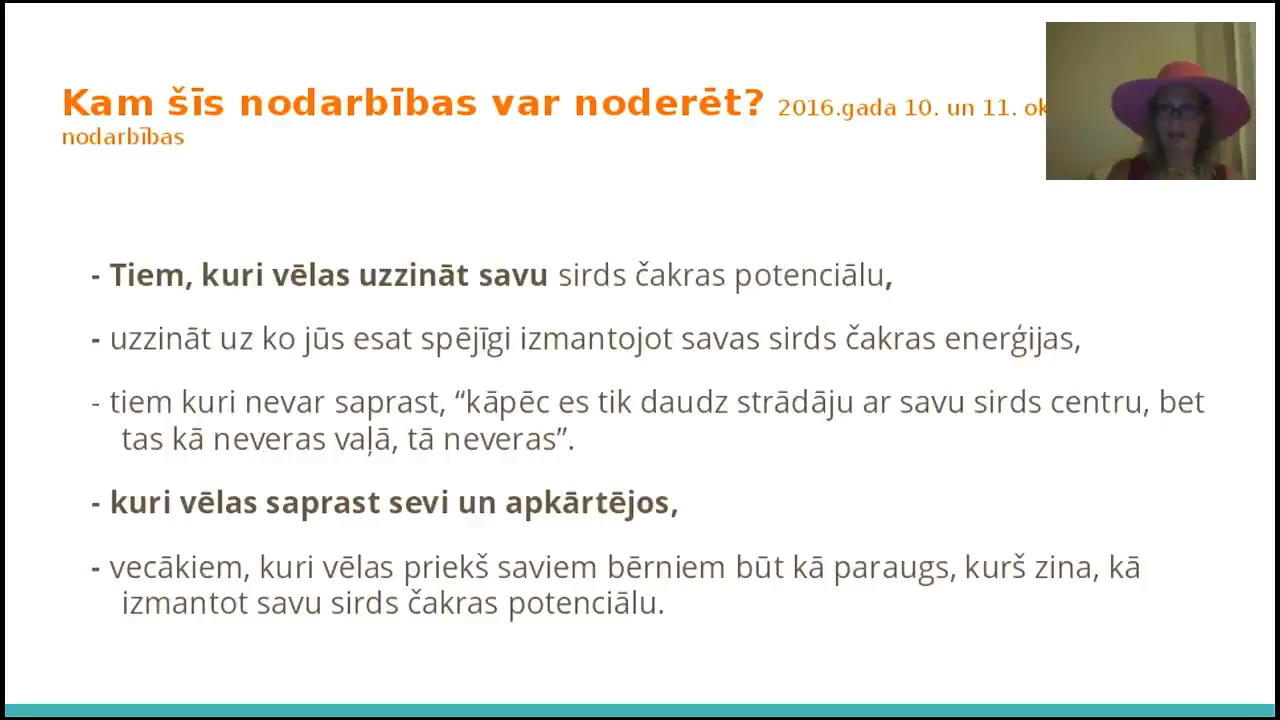 Kam šīs nodarbības var noderēt? 2016.gada 10. un 11. ok
nodarbības
- Tiem, kuri vēlas uzzināt savu sirds čakras potenciālu,
- uzzināt uz ko jūs esat spējīgi izmantojot savas sirds čakras enerģijas,
- tiem kuri nevar saprast, “kāpēc es tik daudz strādāju ar savu sirds centru, bet
tas kā neveras vaļā, tā neveras”.
- kuri vēlas saprast sevi un apkārtējos,
- vecākiem, kuri vēlas priekš saviem bērniem būt kā paraugs, kurš zina, kā
izmantot savu sirds čakras potenciālu.